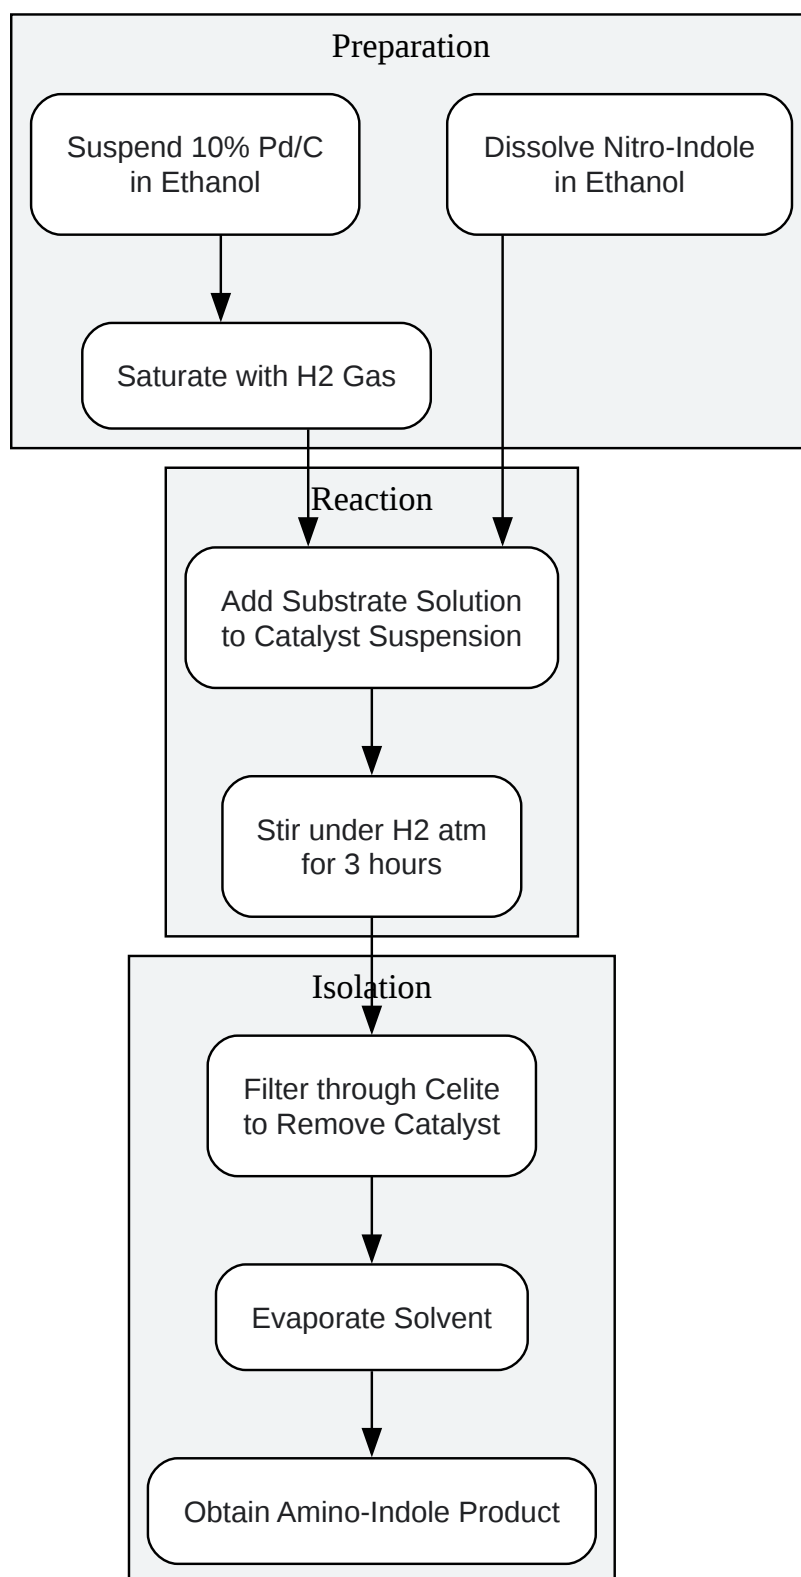 Preparation
Suspend 10% Pd/C
in Ethanol
Dissolve Nitro-Indole
in Ethanol
Saturate with H2 Gas
Reaction
Add Substrate Solution
to Catalyst Suspension
Stir under H2 atm
for 3 hours
Isolation
Filter through Celite
to Remove Catalyst
Evaporate Solvent
Obtain Amino-Indole Product